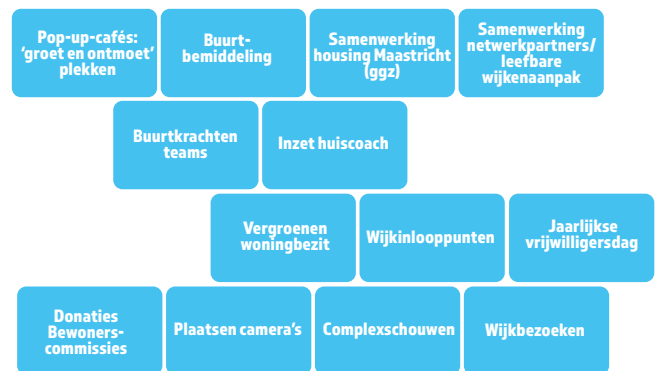 Pop-up-cafés:
‘groet en ontmoet’
plekken
Buurt-
bemiddeling
Samenwerking
housing Maastricht
(ggz)
Samenwerking
netwerkpartners/
leefbare
wijkenaanpak
Buurtkrachten
teams
Inzet huiscoach
Vergroenen
woningbezit
Wijkinlooppunten
Jaarlijkse
vrijwilligersdag
Donaties
Bewoners-
commissies
Plaatsen camera’s
Complexschouwen
Wijkbezoeken